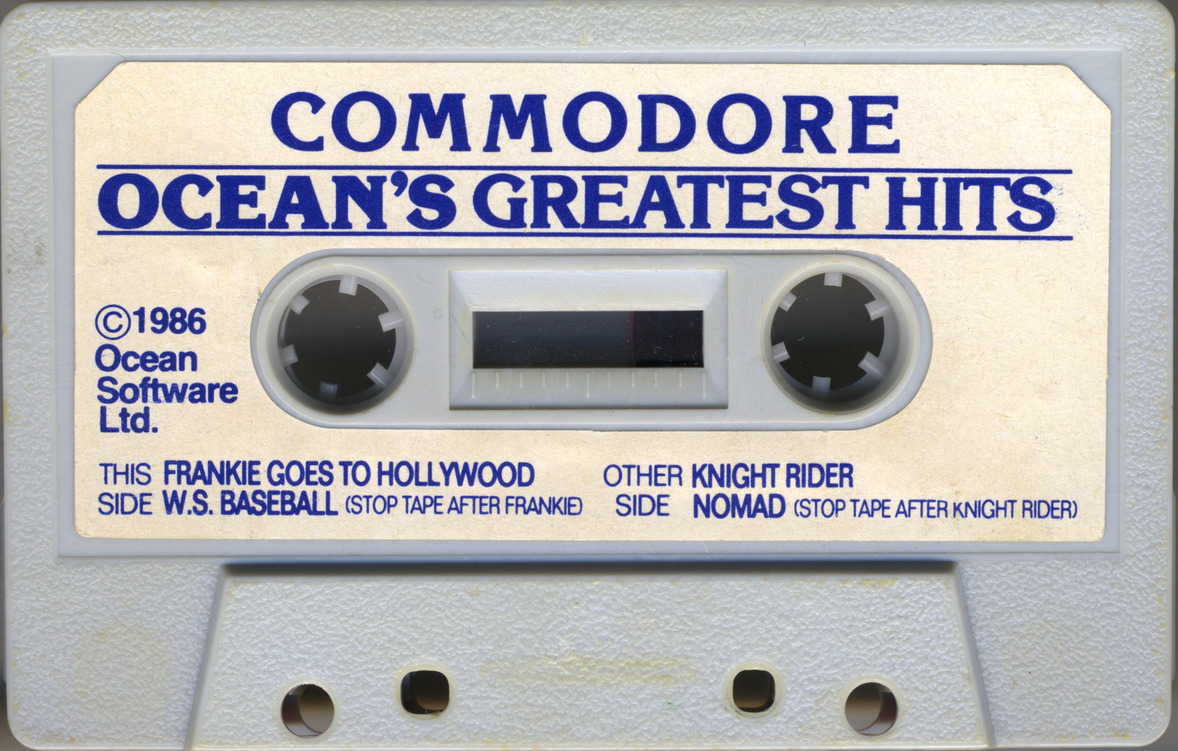 COMMODORE
OCEAN'S GREATEST HITS
©1986
Ocean
Software
Ltd.
THIS FRANKIE GOES TO HOLLYWOOD
SIDE W.S. BASEBALL (STOP TAPE AFTER FRANKIE)
OTHER KNIGHT RIDER
SIDE NOMAD (STOP TAPE AFTER KNIGHT RIDER)